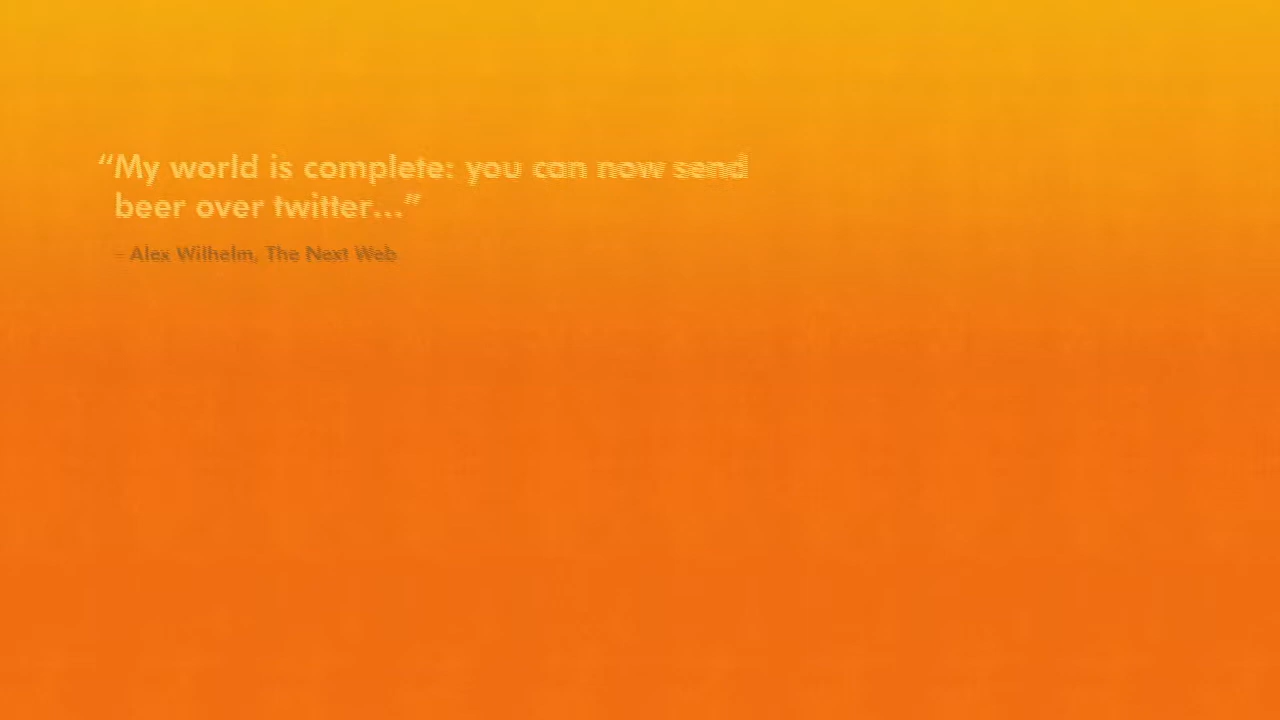 “My world is complete: you can now send
beer over twitter...”
– Alex Wilhelm, The Next Web